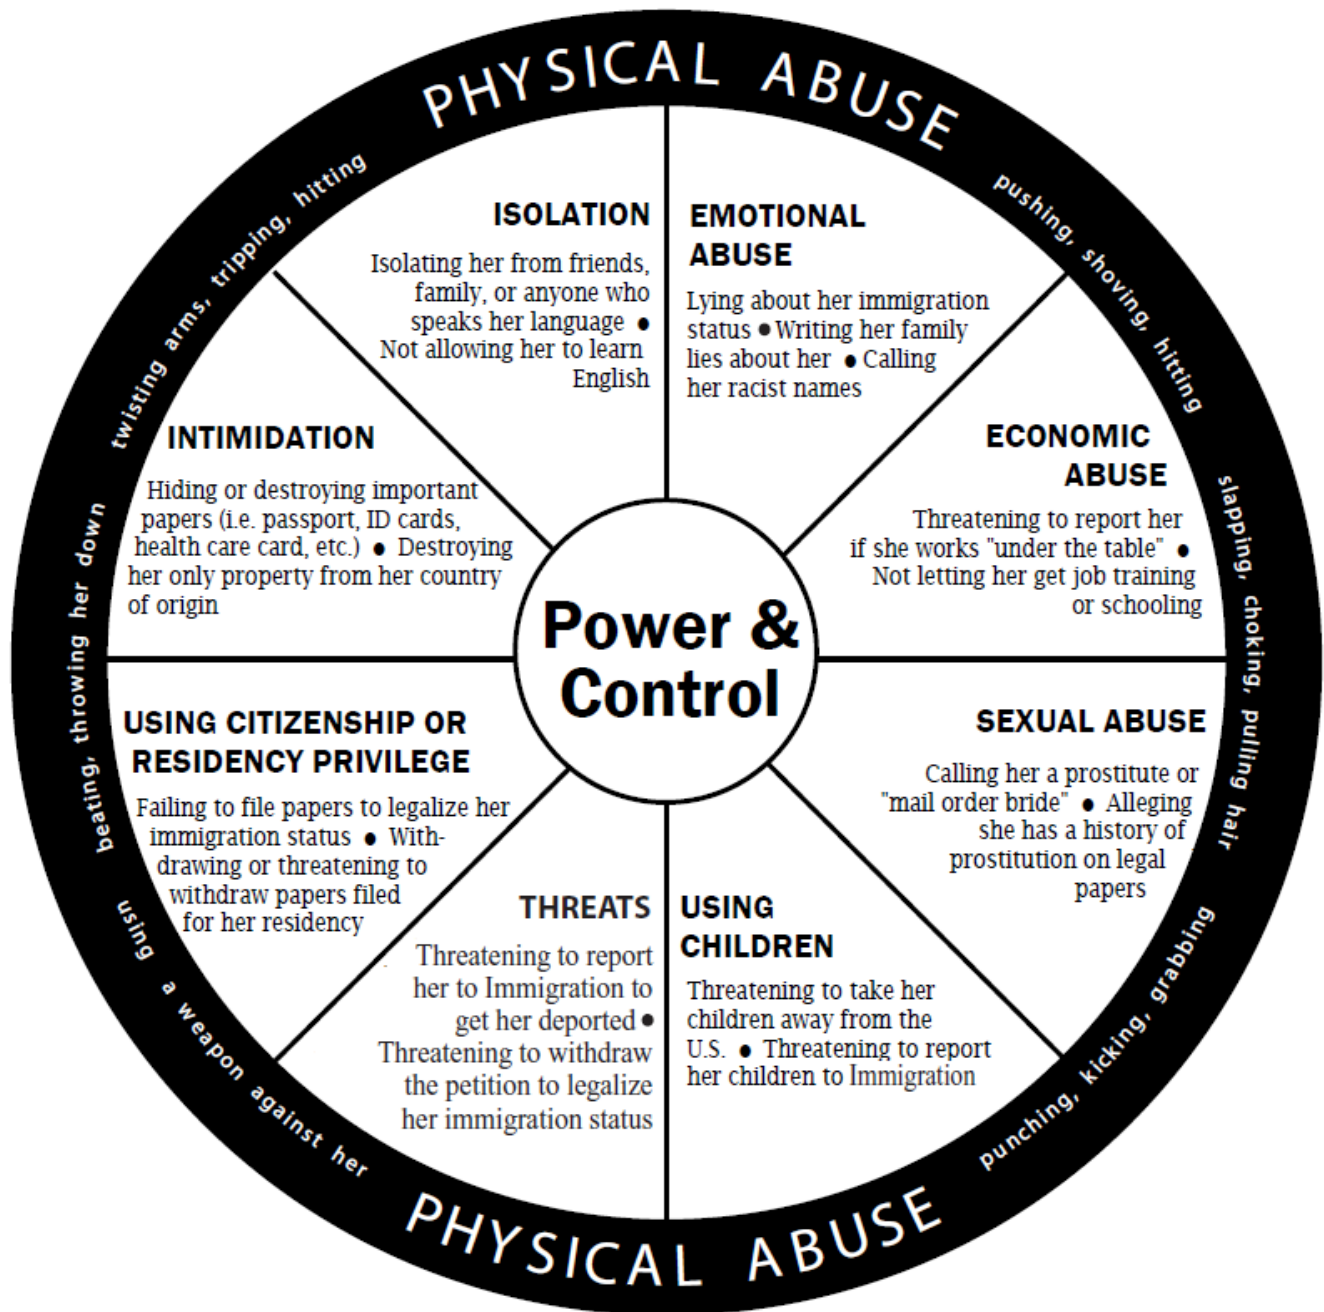 PHYSICAL ABUSE
pushing, shoving, hitting
slapping, choking, pulling hair
punching, kicking, grabbing
PHYSICAL ABUSE
using a weapon against her
beating, throwing her down
twisting arms, tripping, hitting
ISOLATION
Isolating her from friends,
family, or anyone who
speaks her language ●
Not allowing her to learn
English
EMOTIONAL
ABUSE
Lying about her immigration
status ● Writing her family
lies about her ● Calling
her racist names
ECONOMIC
ABUSE
Threatening to report her
if she works "under the table" ●
Not letting her get job training
or schooling
SEXUAL ABUSE
Calling her a prostitute or
"mail order bride" ● Alleging
she has a history of
prostitution on legal
papers
USING
CHILDREN
Threatening to take her
children away from the
U.S. ● Threatening to report
her children to Immigration
THREATS
Threatening to report
her to Immigration to
get her deported ●
Threatening to withdraw
the petition to legalize
her immigration status
USING CITIZENSHIP OR
RESIDENCY PRIVILEGE
Failing to file papers to legalize her
immigration status ● With-
drawing or threatening to
withdraw papers filed
for her residency
INTIMIDATION
Hiding or destroying important
papers (i.e. passport, ID cards,
health care card, etc.) ● Destroying
her only property from her country
of origin
Power &
Control